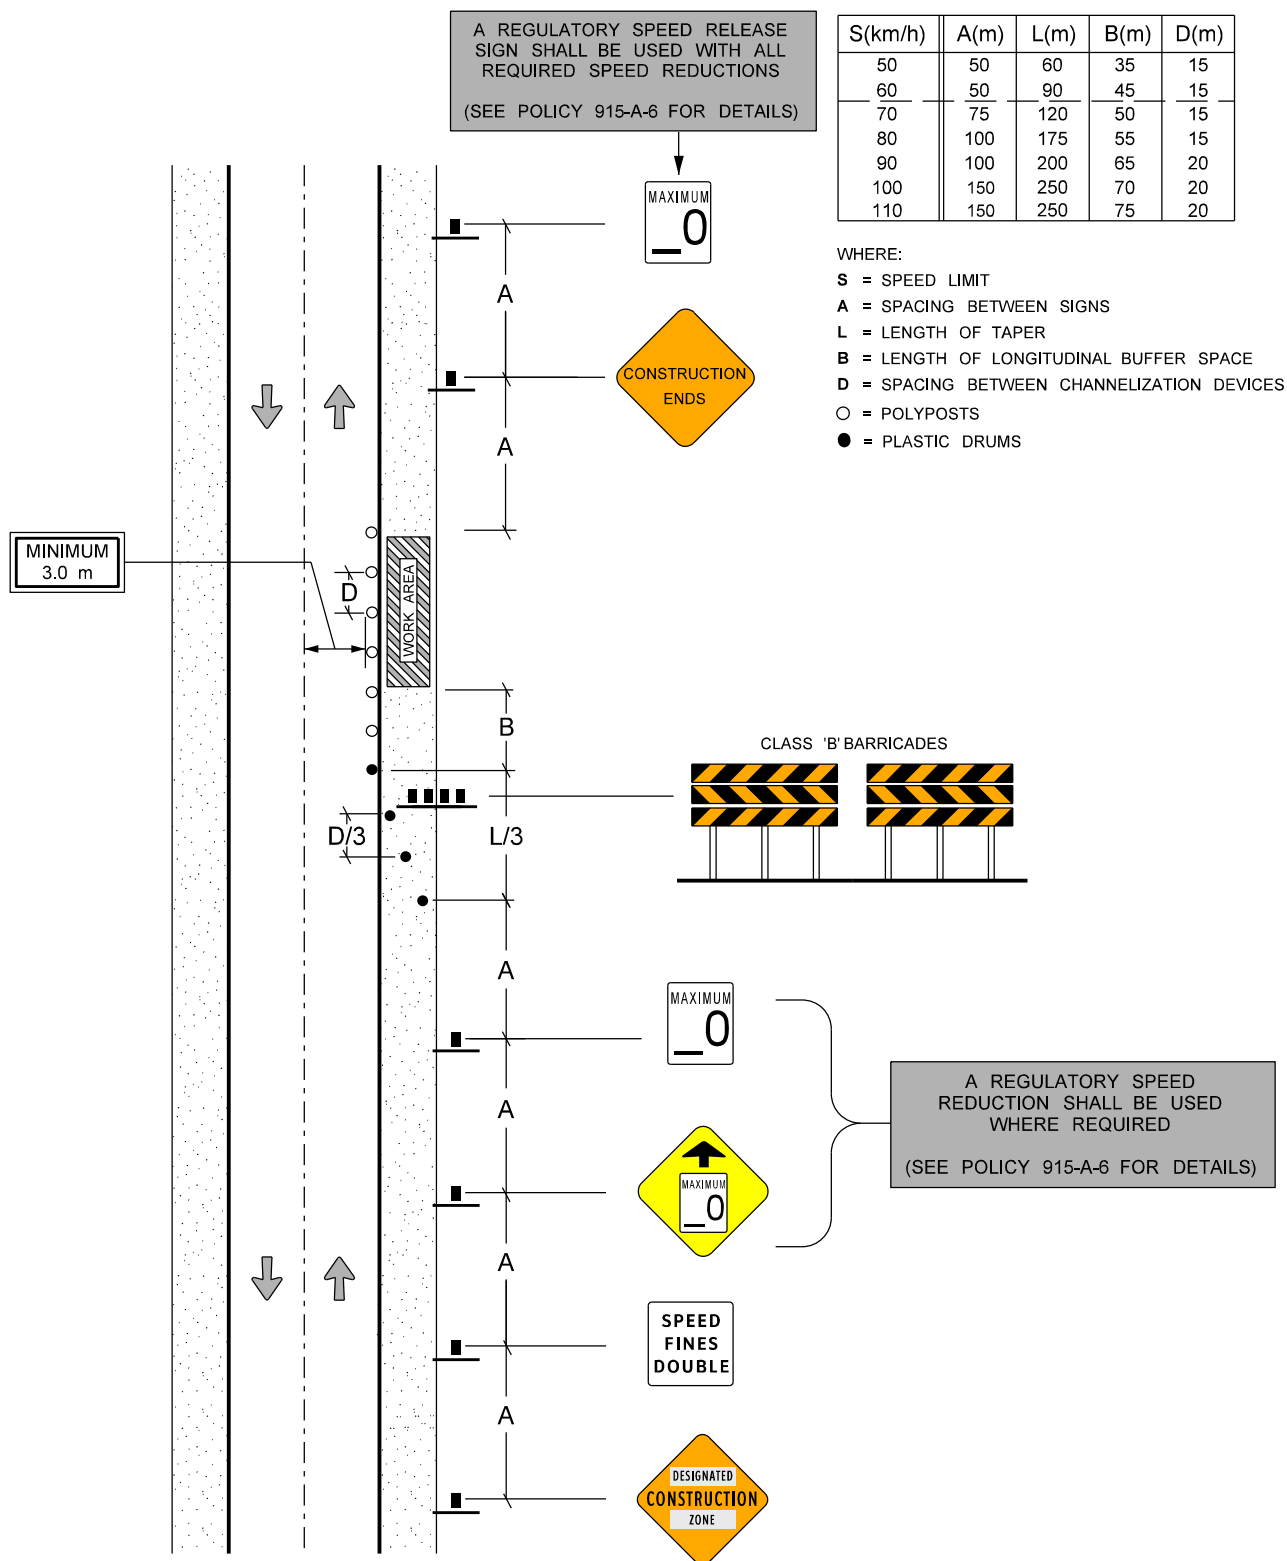 A REGULATORY SPEED RELEASE
SIGN SHALL BE USED WITH ALL
REQUIRED SPEED REDUCTIONS
(SEE POLICY 915-A-6 FOR DETAILS)
S(km/h) A(m) L(m) B(m) D(m)
50 50 60 35 15
60 50 90 45 15
70 75 120 50 15
80 100 175 55 15
90 100 200 65 20
100 150 250 70 20
110 150 250 75 20
WHERE:
S = SPEED LIMIT
A = SPACING BETWEEN SIGNS
L = LENGTH OF TAPER
B = LENGTH OF LONGITUDINAL BUFFER SPACE
D = SPACING BETWEEN CHANNELIZATION DEVICES
= POLYPOSTS
= PLASTIC DRUMS
MAXIMUM
_0
A
CONSTRUCTION
ENDS
A
MINIMUM
3.0 m
D
WORK AREA
B
CLASS 'B' BARRICADES
D/3
L/3
A
MAXIMUM
_0
A
A REGULATORY SPEED
REDUCTION SHALL BE USED
WHERE REQUIRED
(SEE POLICY 915-A-6 FOR DETAILS)
MAXIMUM
_0
A
SPEED
FINES
DOUBLE
A
DESIGNATED
CONSTRUCTION
ZONE